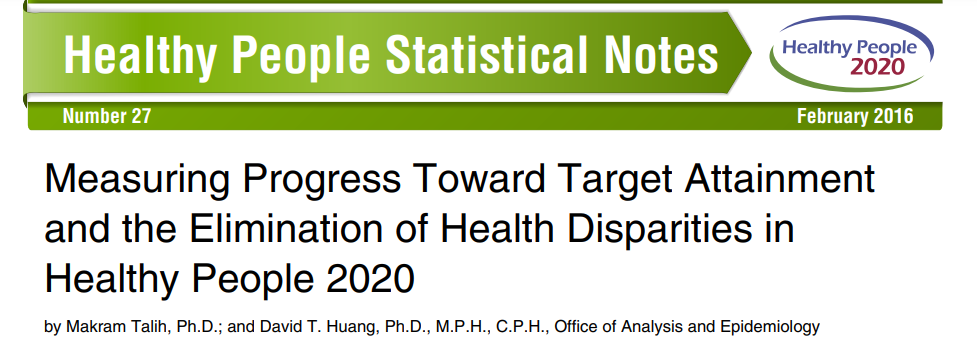 Healthy People Statistical Notes
Healthy People
2020
Number 27
February 2016
Measuring Progress Toward Target Attainment
and the Elimination of Health Disparities in
Healthy People 2020
by Makram Talih, Ph.D.; and David T. Huang, Ph.D., M.P.H., C.P.H., Office of Analysis and Epidemiology